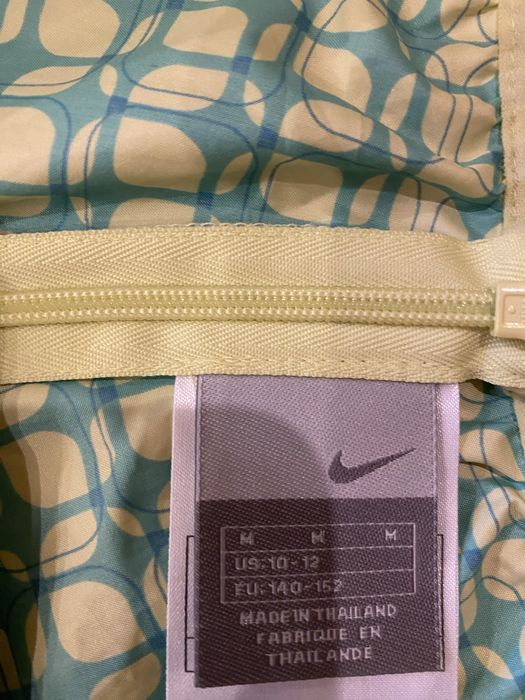 M M M
US: 10-12
EU: 140-152
MADE IN THAILAND
FABRIQUE EN
THAILANDE